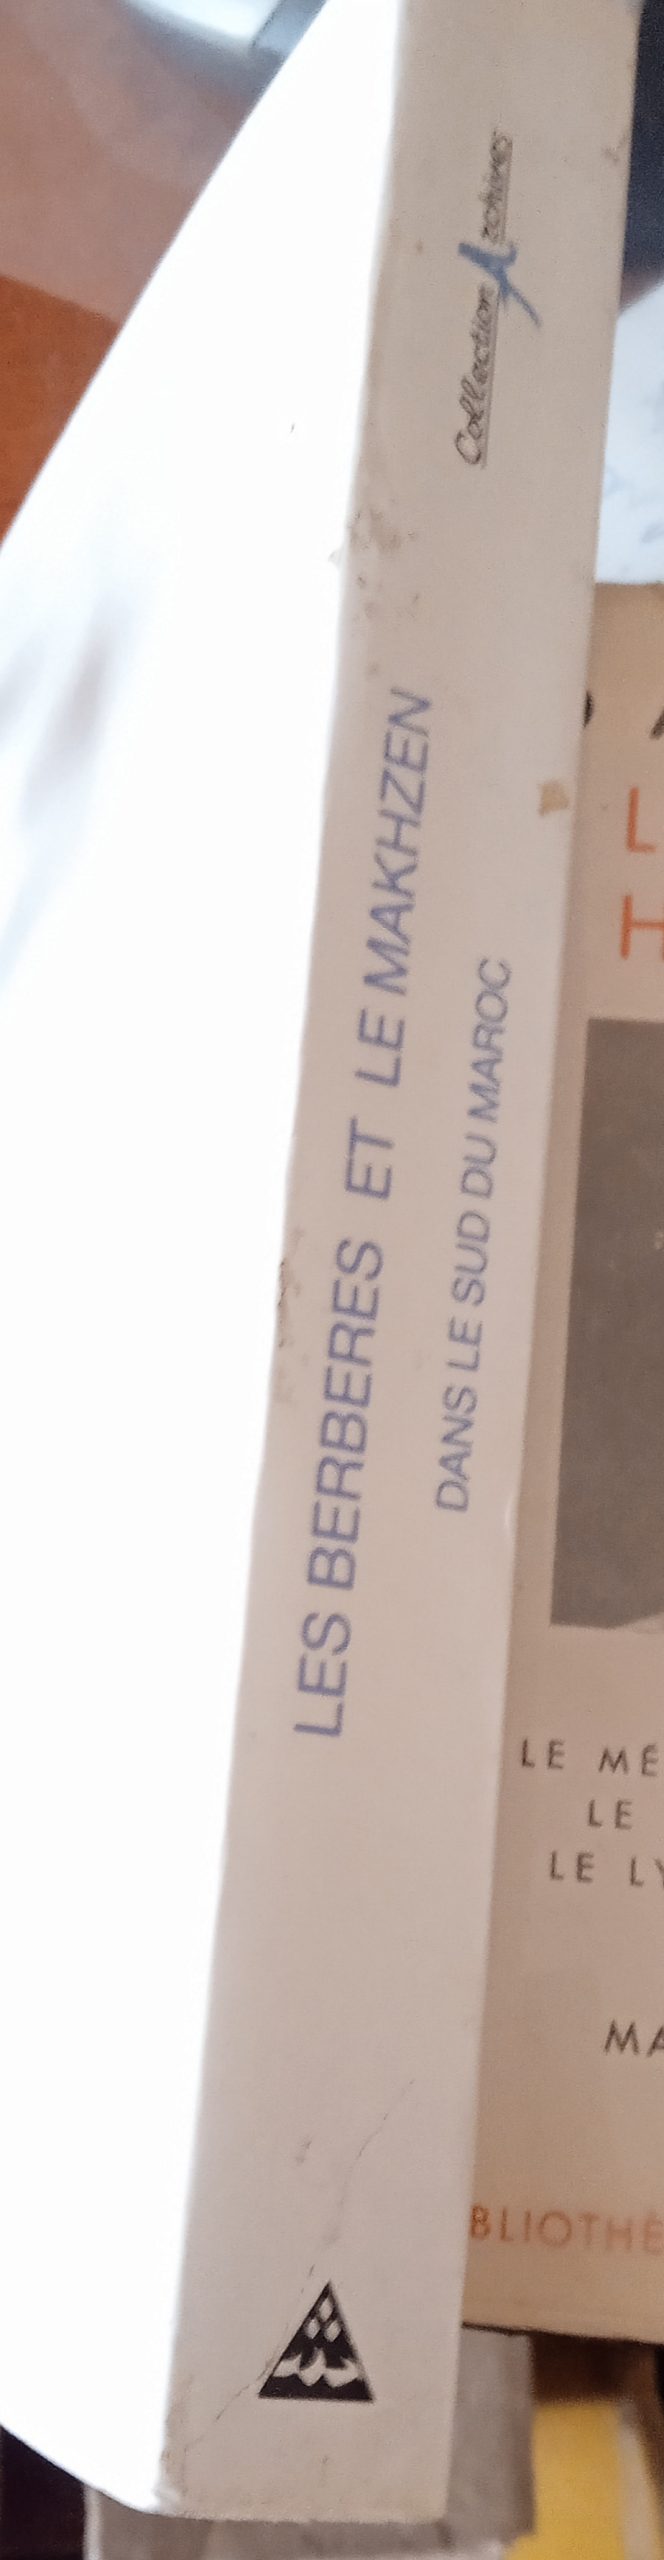 LES BERBERES ET LE MAKHZEN
DANS LE SUD DU MAROC
Collection Archives
L
H
LE MÉ
LE
LE LY
MA
BLIOTHÈ